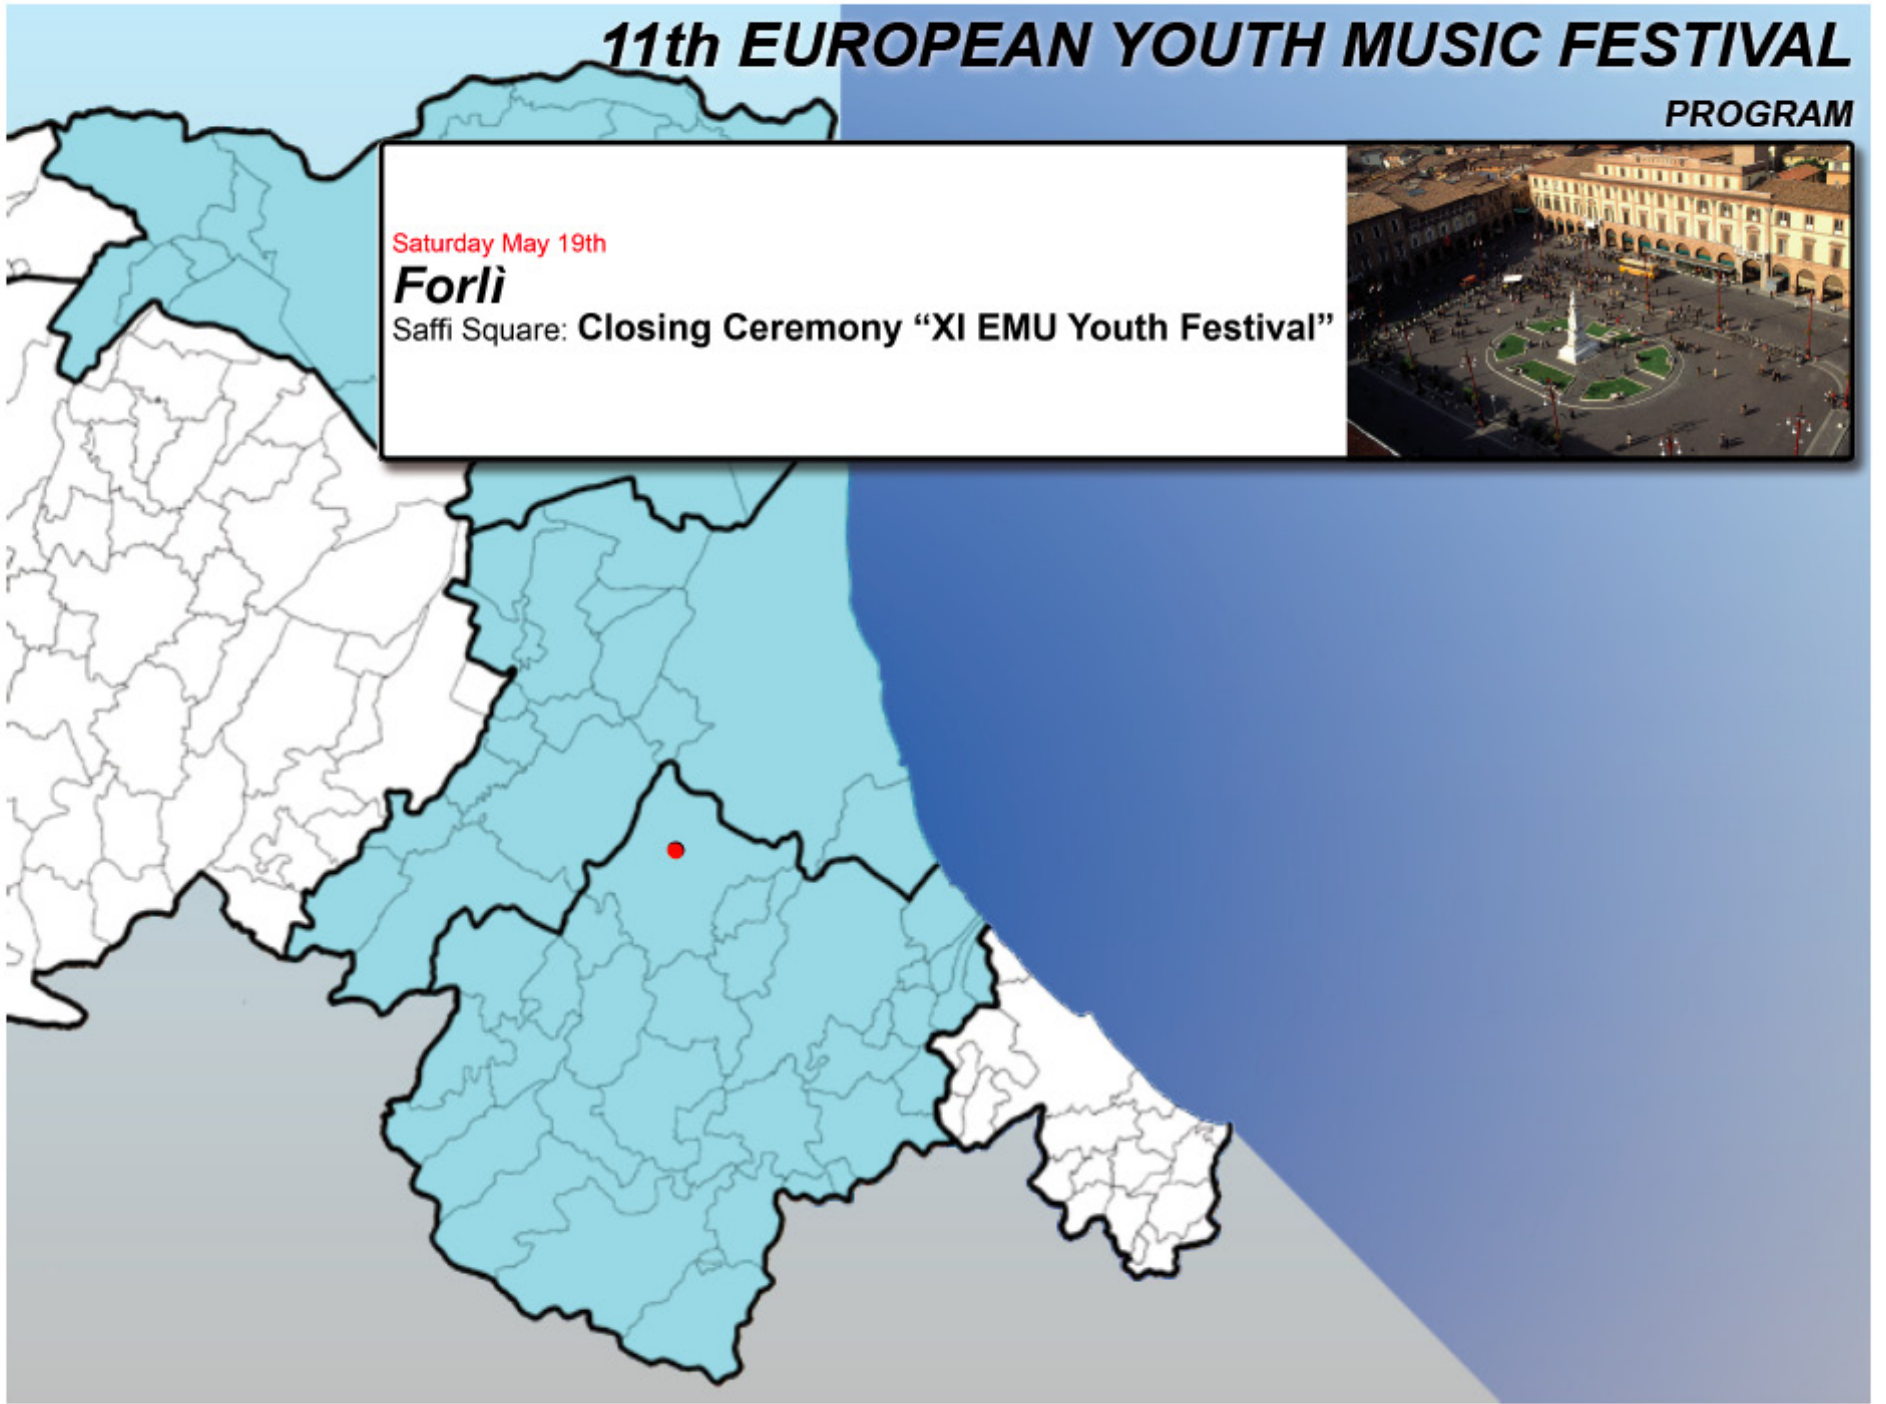 11th EUROPEAN YOUTH MUSIC FESTIVAL
PROGRAM
Saturday May 19th
Forlì
Saffi Square: Closing Ceremony “XI EMU Youth Festival”